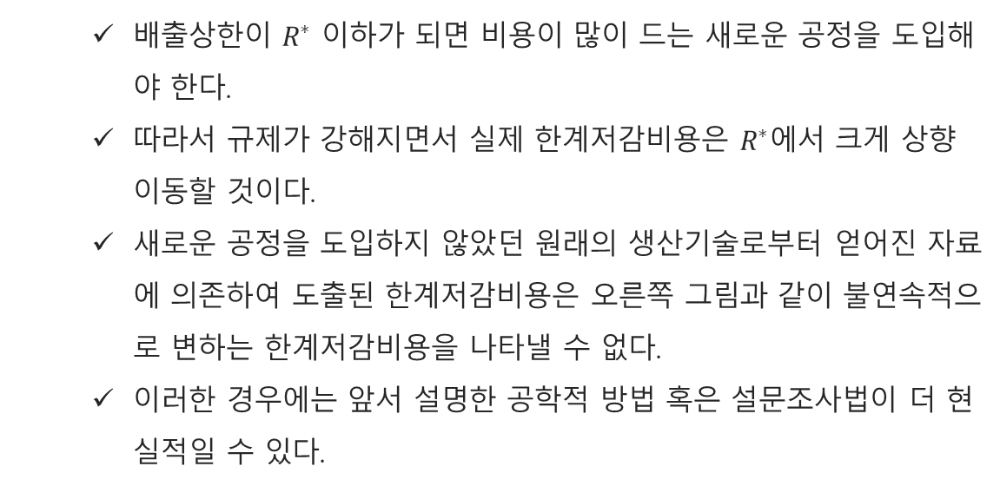 ✓ 배출상한이 R* 이하가 되면 비용이 많이 드는 새로운 공정을 도입해
야 한다.
✓ 따라서 규제가 강해지면서 실제 한계저감비용은 R*에서 크게 상향
이동할 것이다.
✓ 새로운 공정을 도입하지 않았던 원래의 생산기술로부터 얻어진 자료
에 의존하여 도출된 한계저감비용은 오른쪽 그림과 같이 불연속적으
로 변하는 한계저감비용을 나타낼 수 없다.
✓ 이러한 경우에는 앞서 설명한 공학적 방법 혹은 설문조사법이 더 현
실적일 수 있다.